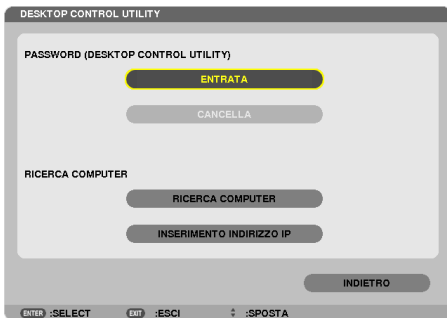 DESKTOP CONTROL UTILITY
PASSWORD (DESKTOP CONTROL UTILITY)
ENTRATA
CANCELLA
RICERCA COMPUTER
RICERCA COMPUTER
INSERIMENTO INDIRIZZO IP
INDIETRO
ENTER :SELECT EXIT :ESCI :SPOSTA